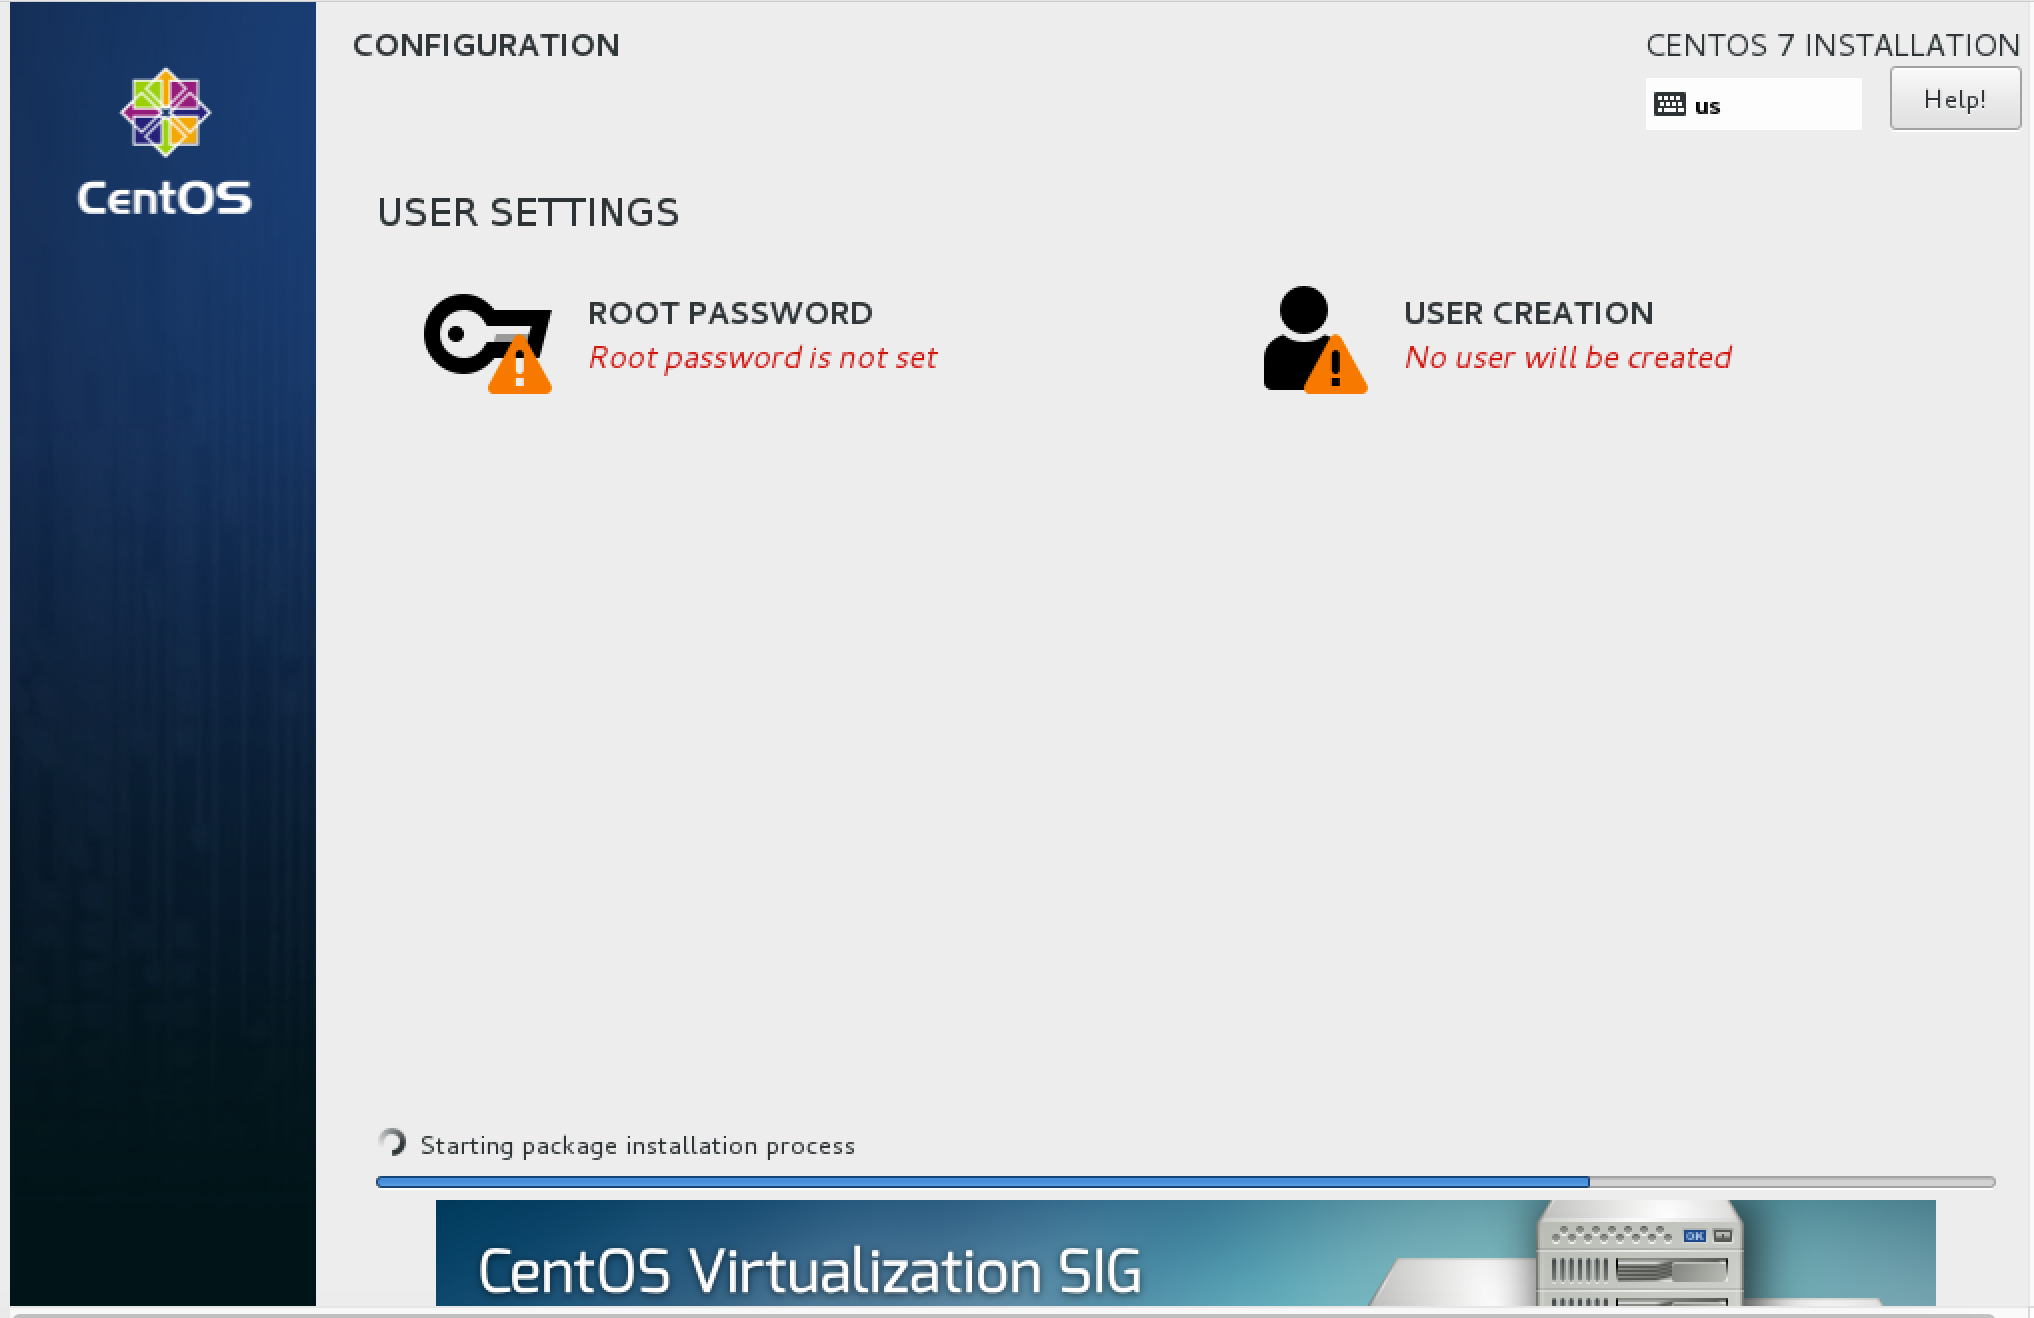 CONFIGURATION
CENTOS 7 INSTALLATION
us
Help!
CentOS
USER SETTINGS
ROOT PASSWORD
Root password is not set
USER CREATION
No user will be created
Starting package installation process
CentOS Virtualization SIG
OK